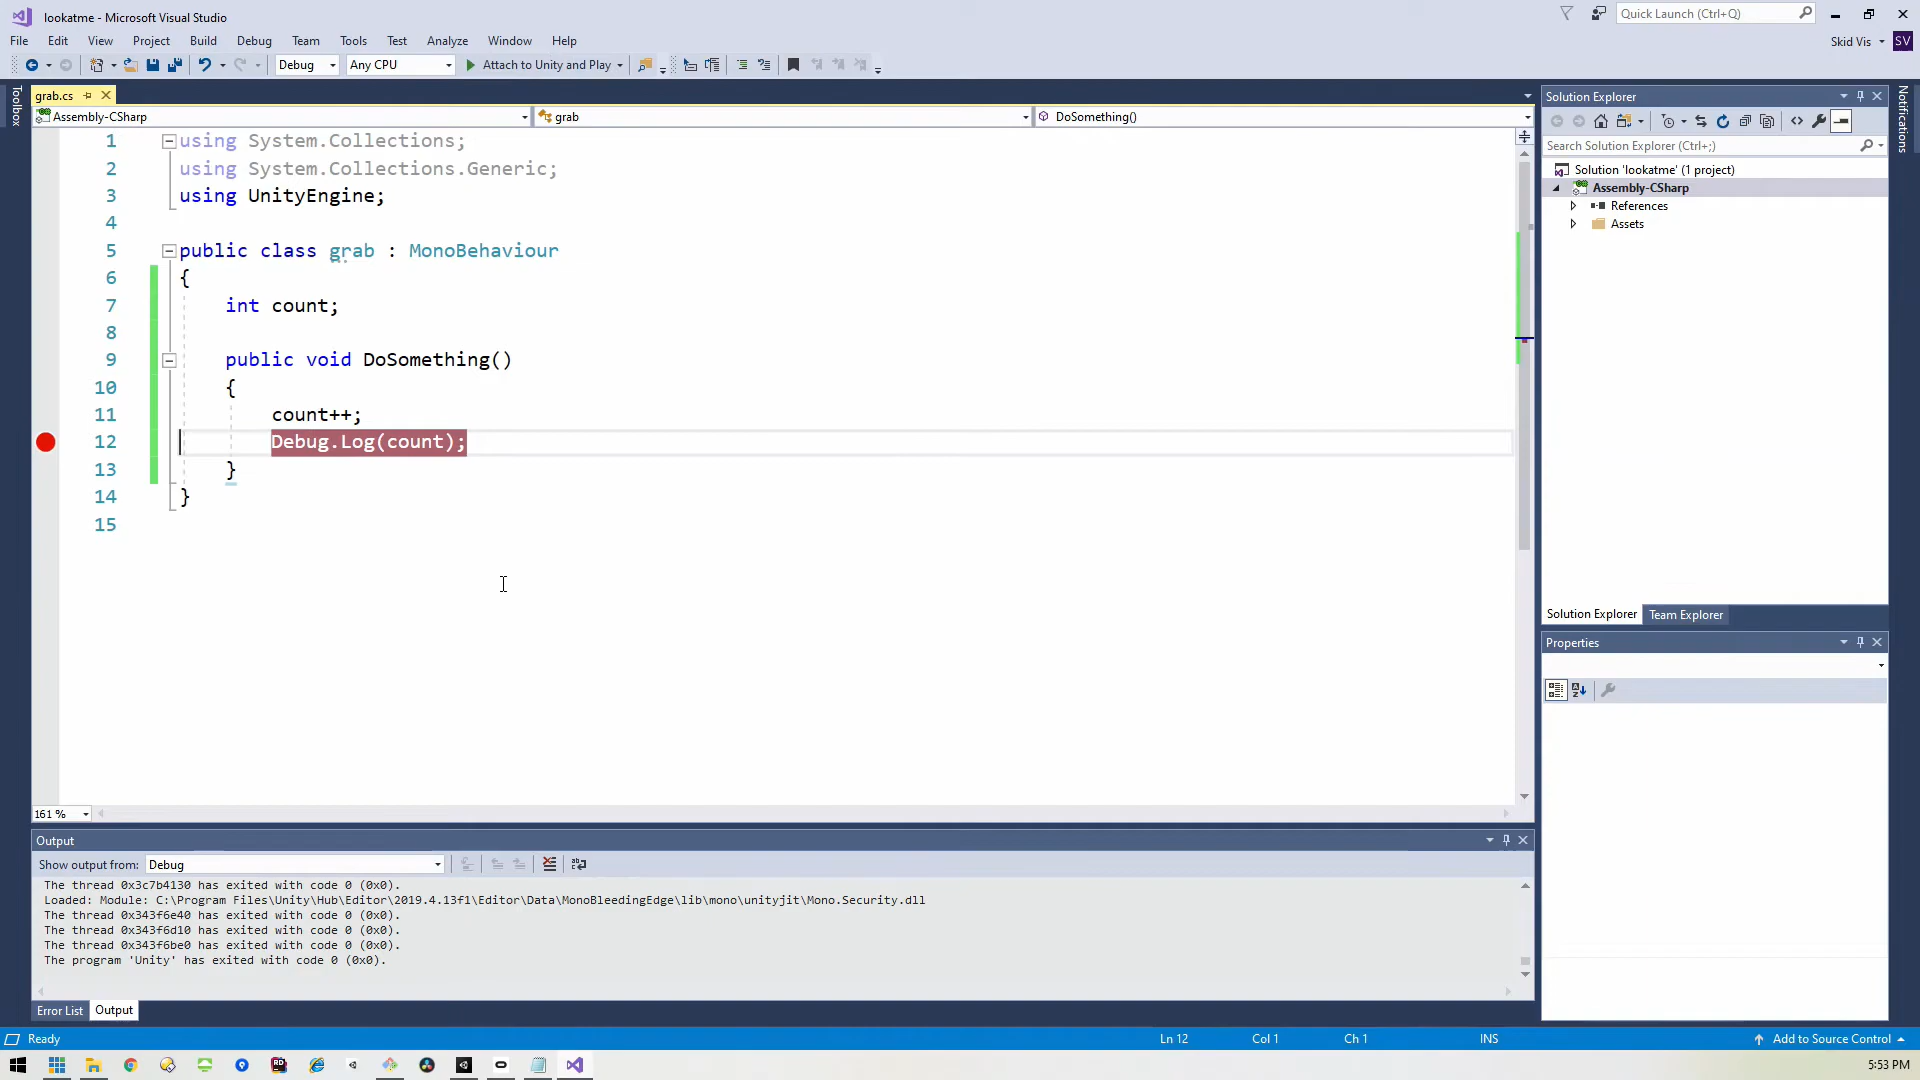 lookatme - Microsoft Visual Studio
Quick Launch (Ctrl+Q)
File Edit View Project Build Debug Team Tools Test Analyze Window Help
Skid Vis SV
Debug Any CPU Attach to Unity and Play
Toolbox
grab.cs
Assembly-CSharp grab DoSomething()
1 using System.Collections;
2 using System.Collections.Generic;
3 using UnityEngine;
4
5 public class grab : MonoBehaviour
6 {
7 int count;
8
9 public void DoSomething()
10 {
11 count++;
12 Debug.Log(count);
13 }
14 }
15
161 %
Solution Explorer
Search Solution Explorer (Ctrl+;)
Solution 'lookatme' (1 project)
Assembly-CSharp
References
Assets
Solution Explorer Team Explorer
Properties
Notifications
Output
Show output from: Debug
The thread 0x3c7b4130 has exited with code 0 (0x0).
Loaded: Module: C:\Program Files\Unity\Hub\Editor\2019.4.13f1\Editor\Data\MonoBleedingEdge\lib\mono\unityjit\Mono.Security.dll
The thread 0x343f6e40 has exited with code 0 (0x0).
The thread 0x343f6d10 has exited with code 0 (0x0).
The thread 0x343f6be0 has exited with code 0 (0x0).
The program 'Unity' has exited with code 0 (0x0).
Error List Output
Ready Ln 12 Col 1 Ch 1 INS Add to Source Control
5:53 PM